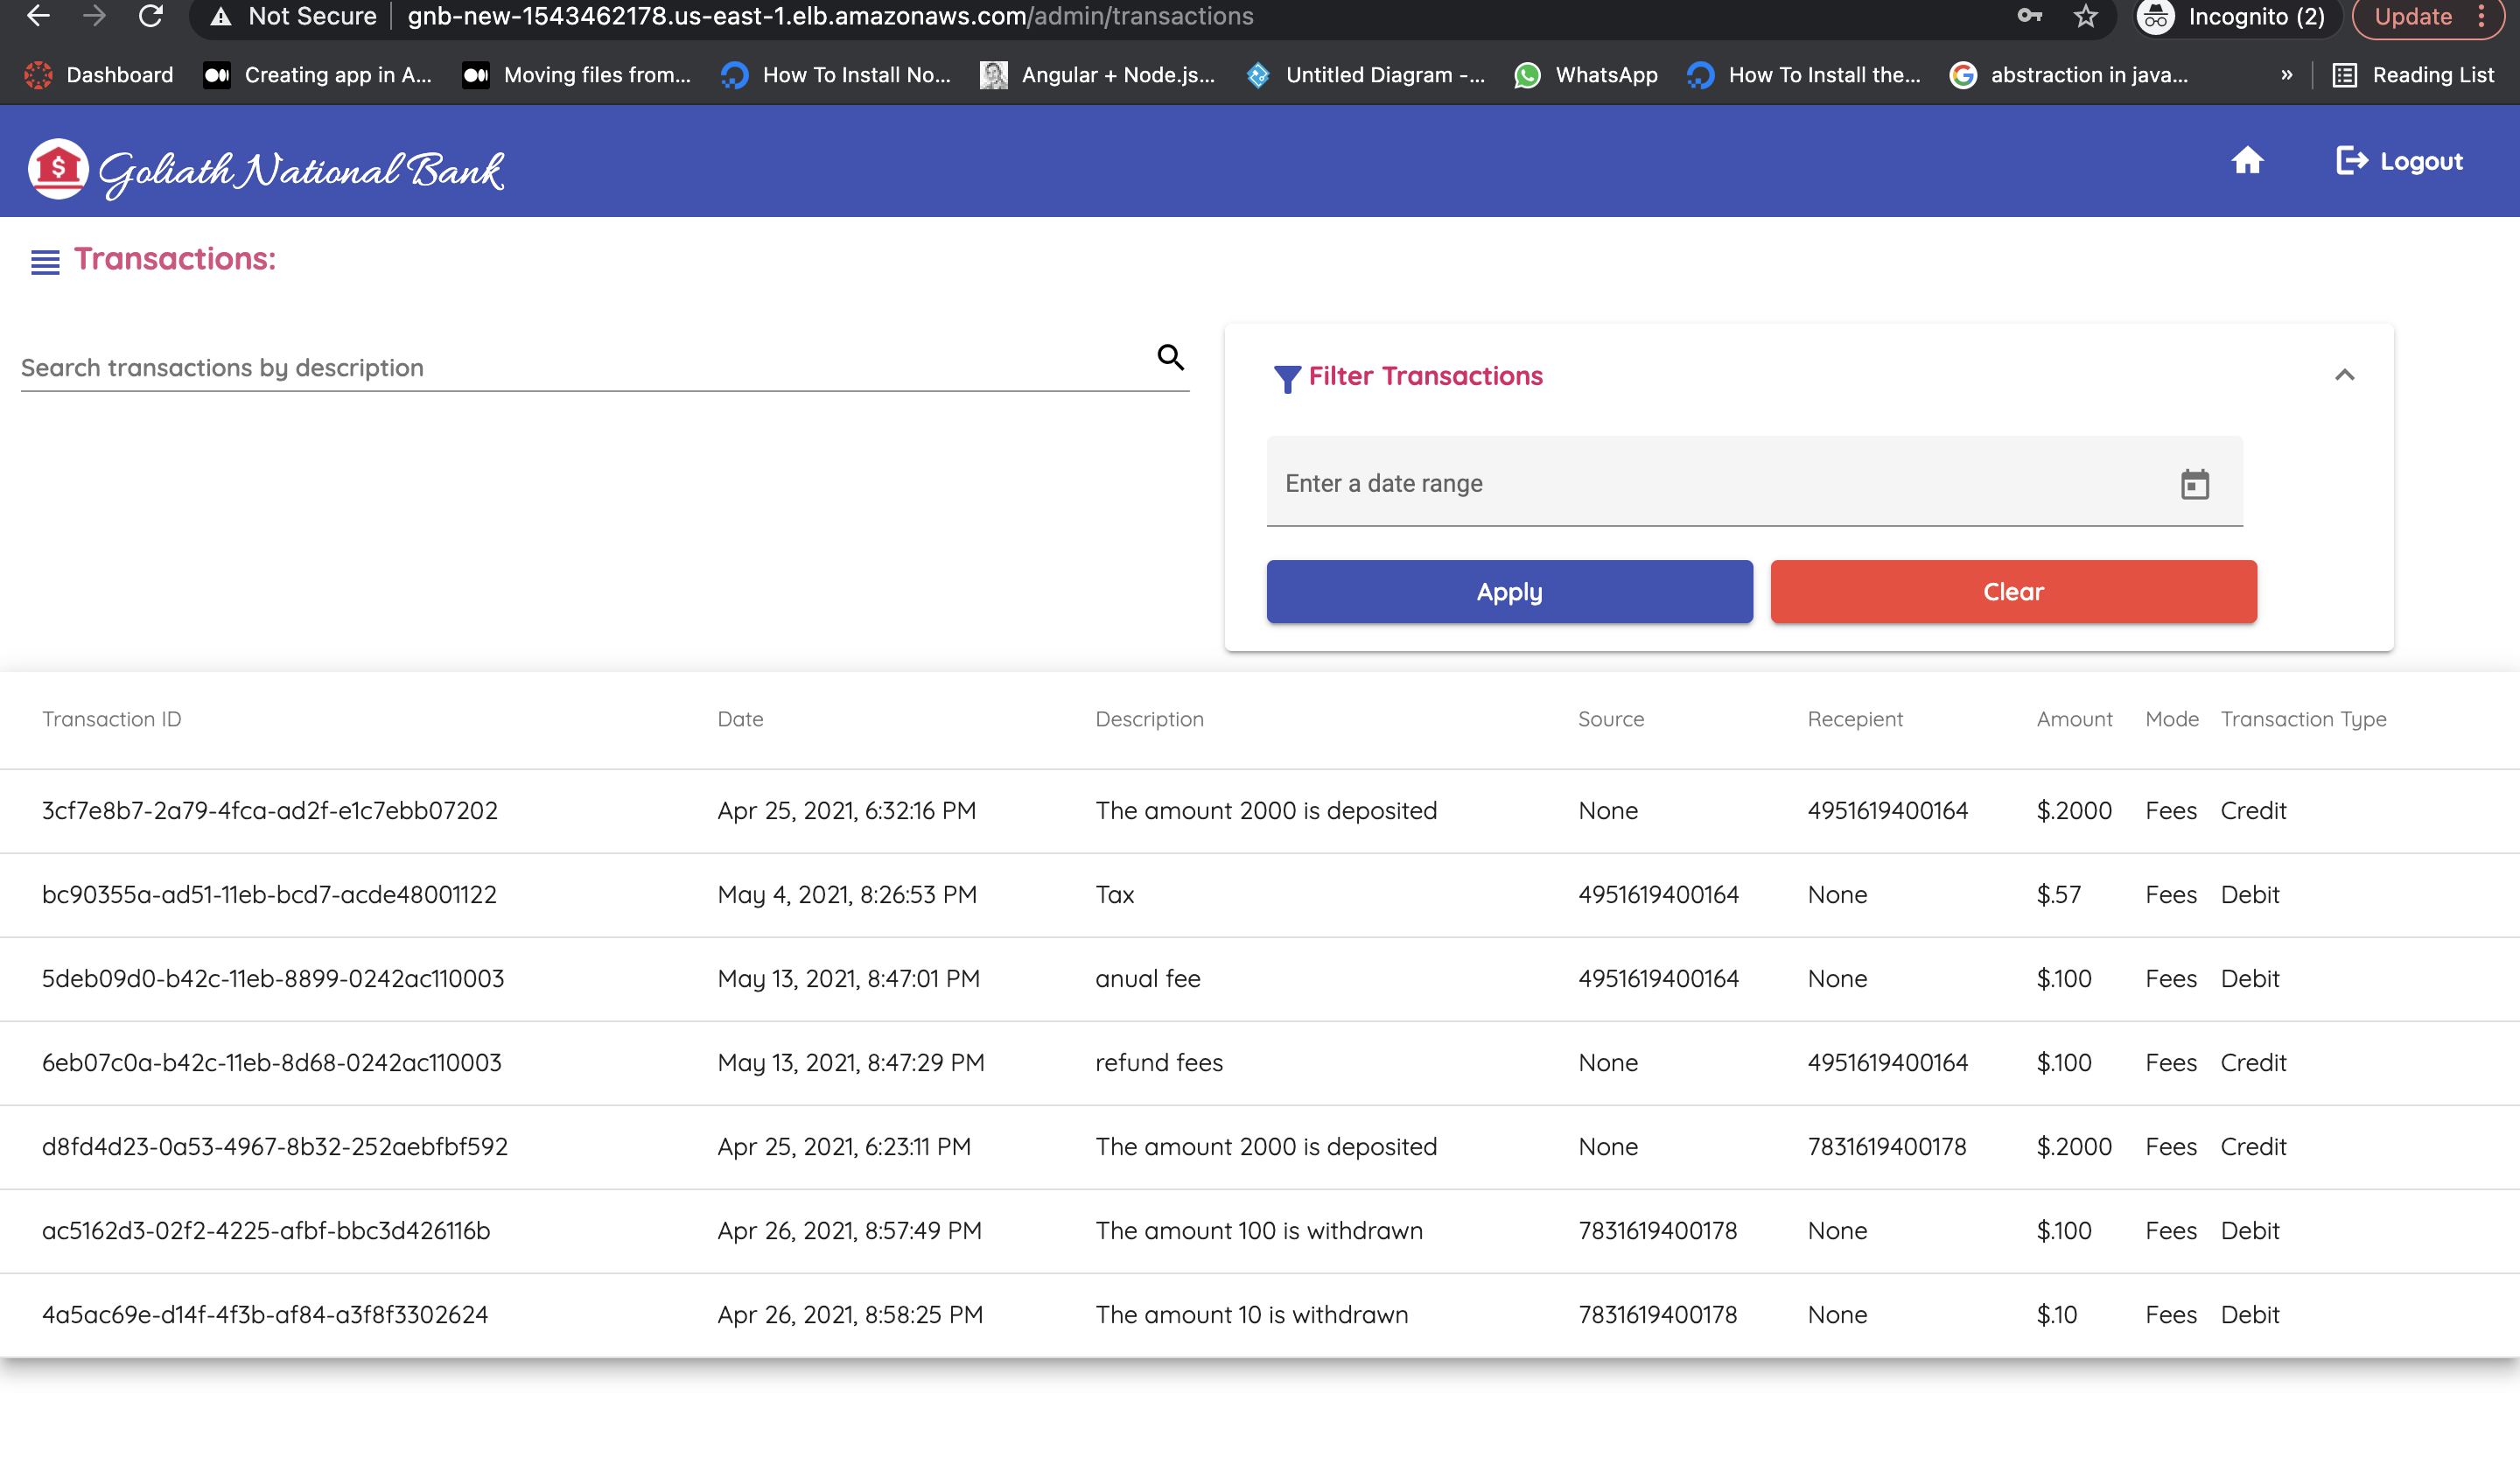 Not Secure gnb-new-1543462178.us-east-1.elb.amazonaws.com/admin/transactions Incognito (2) Update
Dashboard Creating app in A... Moving files from... How To Install No... Angular + Node.js... Untitled Diagram -... WhatsApp How To Install the... abstraction in java... » Reading List
$ Goliath National Bank Logout
Transactions:
Search transactions by description
Filter Transactions
Enter a date range
Apply Clear
Transaction ID Date Description Source Recepient Amount Mode Transaction Type
3cf7e8b7-2a79-4fca-ad2f-e1c7ebb07202 Apr 25, 2021, 6:32:16 PM The amount 2000 is deposited None 4951619400164 $.2000 Fees Credit
bc90355a-ad51-11eb-bcd7-acde48001122 May 4, 2021, 8:26:53 PM Tax 4951619400164 None $.57 Fees Debit
5deb09d0-b42c-11eb-8899-0242ac110003 May 13, 2021, 8:47:01 PM anual fee 4951619400164 None $.100 Fees Debit
6eb07c0a-b42c-11eb-8d68-0242ac110003 May 13, 2021, 8:47:29 PM refund fees None 4951619400164 $.100 Fees Credit
d8fd4d23-0a53-4967-8b32-252aebfbf592 Apr 25, 2021, 6:23:11 PM The amount 2000 is deposited None 7831619400178 $.2000 Fees Credit
ac5162d3-02f2-4225-afbf-bbc3d426116b Apr 26, 2021, 8:57:49 PM The amount 100 is withdrawn 7831619400178 None $.100 Fees Debit
4a5ac69e-d14f-4f3b-af84-a3f8f3302624 Apr 26, 2021, 8:58:25 PM The amount 10 is withdrawn 7831619400178 None $.10 Fees Debit